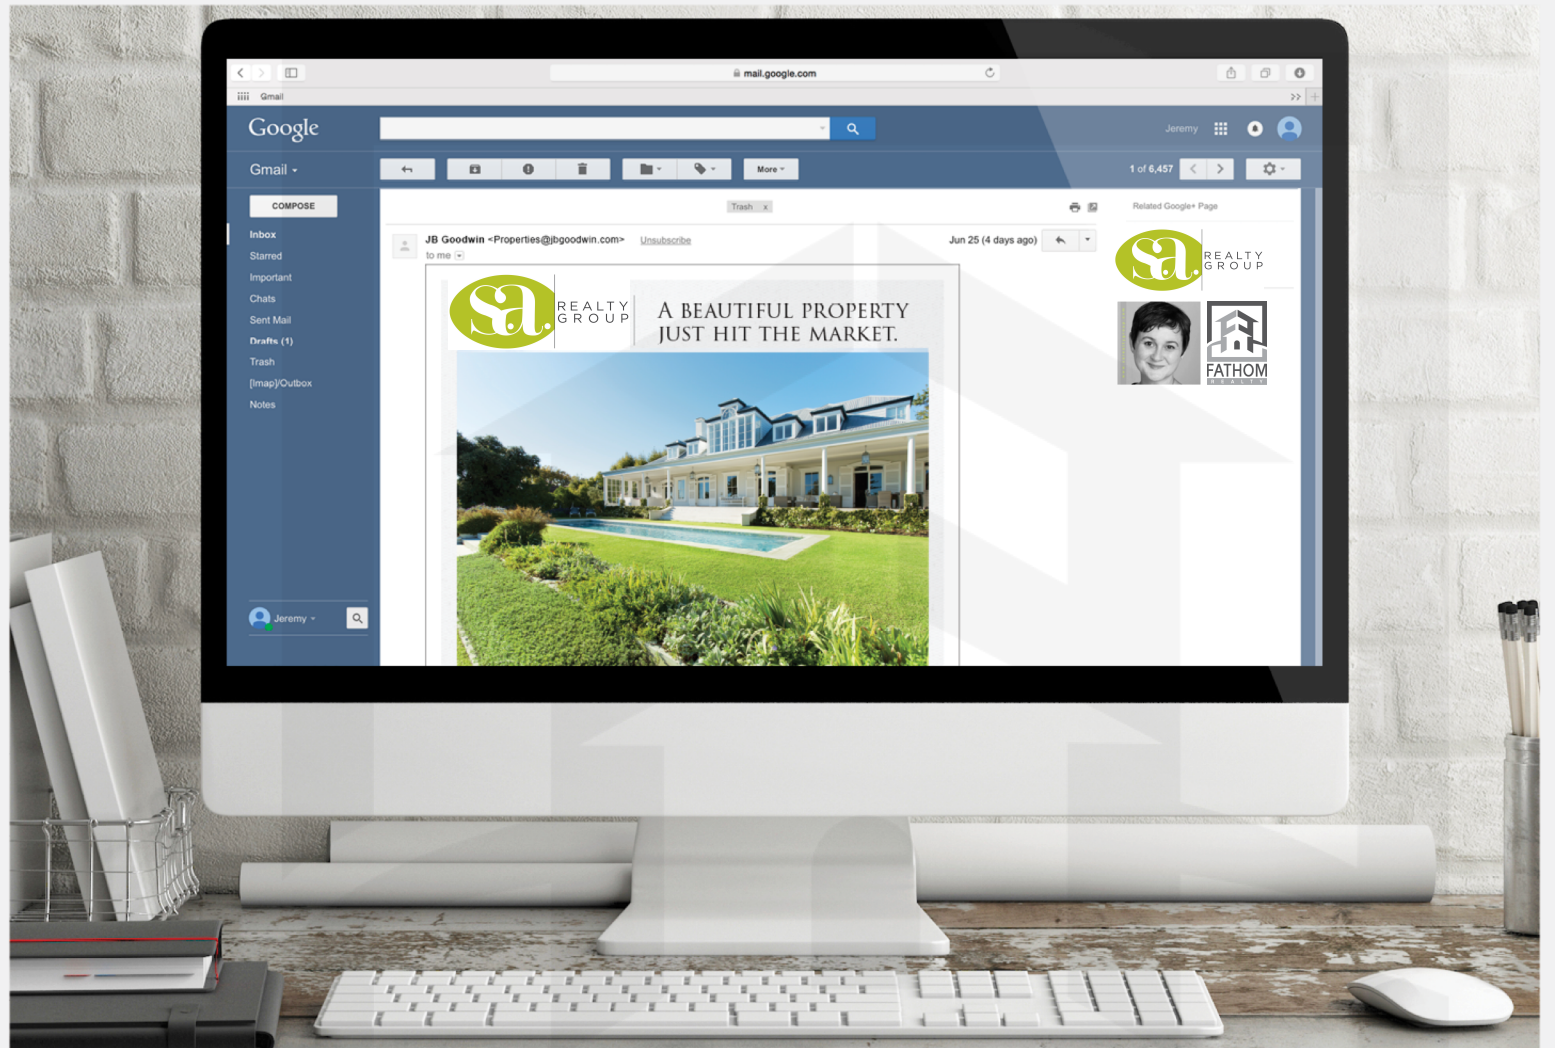 mail.google.com
Gmail
Google
Jeremy
Gmail
More
1 of 6,457
COMPOSE
Trash x
Related Google+ Page
Inbox
Starred
Important
Chats
Sent Mail
Drafts (1)
Trash
[Imap]/Outbox
Notes
JB Goodwin <Properties@jbgoodwin.com> Unsubscribe
Jun 25 (4 days ago)
to me
s.a. REALTY
GROUP
A BEAUTIFUL PROPERTY
JUST HIT THE MARKET.
s.a. REALTY
GROUP
FATHOM
REALTY
Jeremy